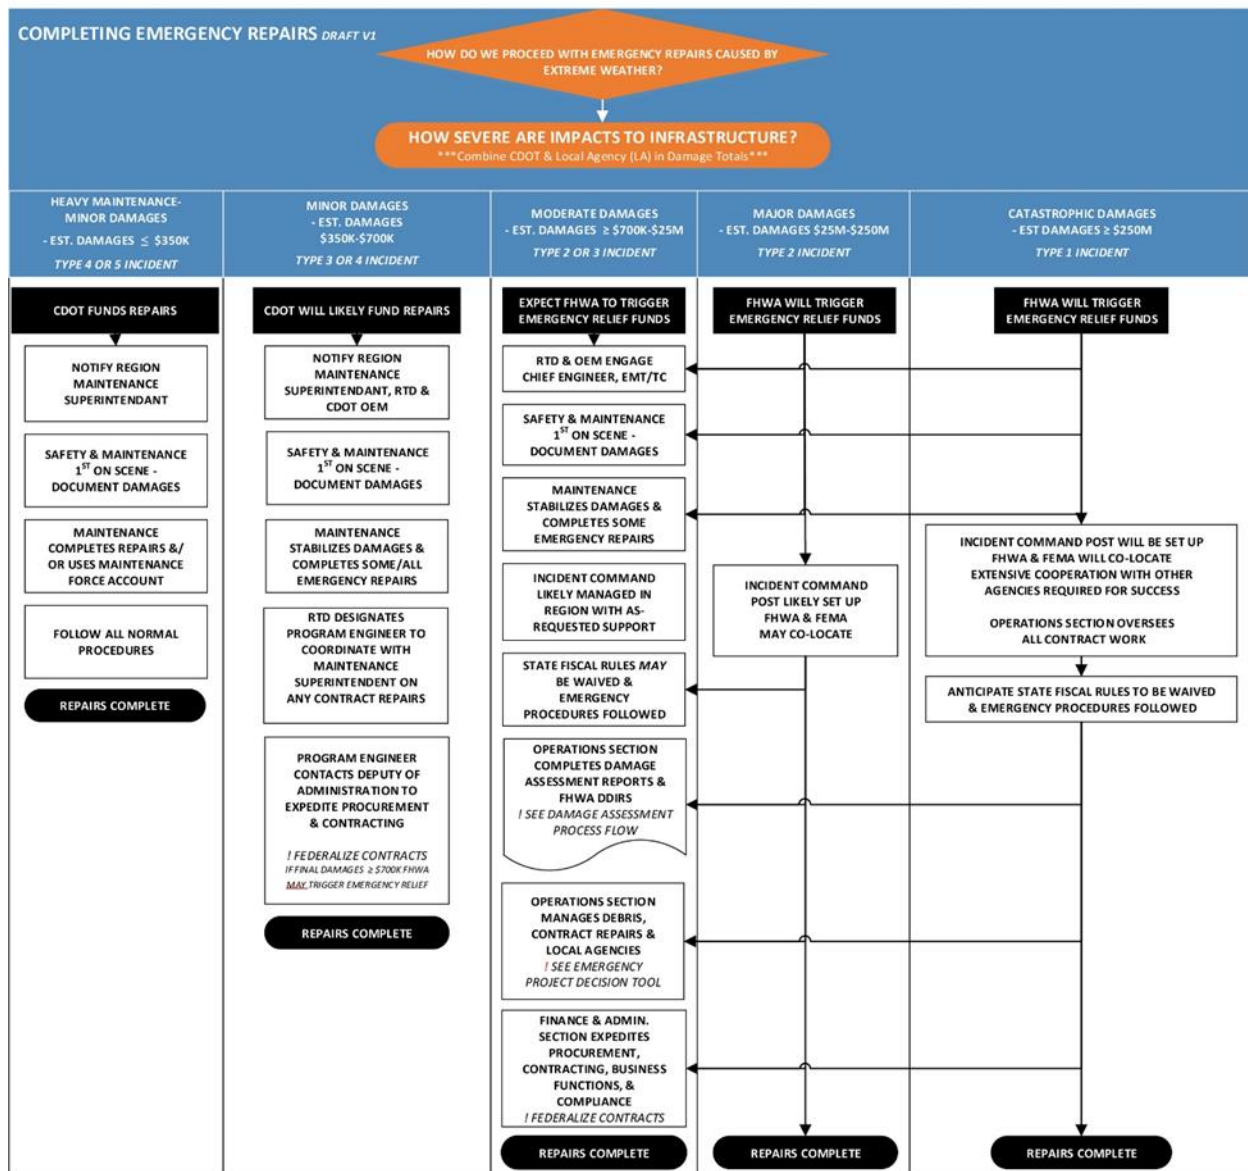 COMPLETING EMERGENCY REPAIRS DRAFT V1
HOW DO WE PROCEED WITH EMERGENCY REPAIRS CAUSED BY
EXTREME WEATHER?
HOW SEVERE ARE IMPACTS TO INFRASTRUCTURE?
***Combine CDOT & Local Agency (LA) in Damage Totals***
HEAVY MAINTENANCE-
MINOR DAMAGES
- EST. DAMAGES ≤ $350K
TYPE 4 OR 5 INCIDENT
CDOT FUNDS REPAIRS
NOTIFY REGION
MAINTENANCE
SUPERINTENDANT
SAFETY & MAINTENANCE
1ST ON SCENE -
DOCUMENT DAMAGES
MAINTENANCE
COMPLETES REPAIRS &/
OR USES MAINTENANCE
FORCE ACCOUNT
FOLLOW ALL NORMAL
PROCEDURES
REPAIRS COMPLETE
MINOR DAMAGES
- EST. DAMAGES
$350K-$700K
TYPE 3 OR 4 INCIDENT
CDOT WILL LIKELY FUND REPAIRS
NOTIFY REGION
MAINTENANCE
SUPERINTENDANT, RTD &
CDOT OEM
SAFETY & MAINTENANCE
1ST ON SCENE -
DOCUMENT DAMAGES
MAINTENANCE
STABILIZES DAMAGES &
COMPLETES SOME/ALL
EMERGENCY REPAIRS
RTD DESIGNATES
PROGRAM ENGINEER TO
COORDINATE WITH
MAINTENANCE
SUPERINTENDENT ON
ANY CONTRACT REPAIRS
PROGRAM ENGINEER
CONTACTS DEPUTY OF
ADMINISTRATION TO
EXPEDITE PROCUREMENT
& CONTRACTING
! FEDERALIZE CONTRACTS
IF FINAL DAMAGES ≥ $700K FHWA
MAY TRIGGER EMERGENCY RELIEF
REPAIRS COMPLETE
MODERATE DAMAGES
- EST. DAMAGES ≥ $700K-$25M
TYPE 2 OR 3 INCIDENT
EXPECT FHWA TO TRIGGER
EMERGENCY RELIEF FUNDS
RTD & OEM ENGAGE
CHIEF ENGINEER, EMT/TC
SAFETY & MAINTENANCE
1ST ON SCENE -
DOCUMENT DAMAGES
MAINTENANCE
STABILIZES DAMAGES &
COMPLETES SOME
EMERGENCY REPAIRS
INCIDENT COMMAND
LIKELY MANAGED IN
REGION WITH AS-
REQUESTED SUPPORT
STATE FISCAL RULES MAY
BE WAIVED &
EMERGENCY
PROCEDURES FOLLOWED
OPERATIONS SECTION
COMPLETES DAMAGE
ASSESSMENT REPORTS &
FHWA DDIRS
! SEE DAMAGE ASSESSMENT
PROCESS FLOW
OPERATIONS SECTION
MANAGES DEBRIS,
CONTRACT REPAIRS &
LOCAL AGENCIES
! SEE EMERGENCY
PROJECT DECISION TOOL
FINANCE & ADMIN.
SECTION EXPEDITES
PROCUREMENT,
CONTRACTING, BUSINESS
FUNCTIONS, &
COMPLIANCE
! FEDERALIZE CONTRACTS
REPAIRS COMPLETE
MAJOR DAMAGES
- EST. DAMAGES $25M-$250M
TYPE 2 INCIDENT
FHWA WILL TRIGGER
EMERGENCY RELIEF FUNDS
INCIDENT COMMAND
POST LIKELY SET UP
FHWA & FEMA
MAY CO-LOCATE
REPAIRS COMPLETE
CATASTROPHIC DAMAGES
- EST DAMAGES ≥ $250M
TYPE 1 INCIDENT
FHWA WILL TRIGGER
EMERGENCY RELIEF FUNDS
INCIDENT COMMAND POST WILL BE SET UP
FHWA & FEMA WILL CO-LOCATE
EXTENSIVE COOPERATION WITH OTHER
AGENCIES REQUIRED FOR SUCCESS
OPERATIONS SECTION OVERSEES
ALL CONTRACT WORK
ANTICIPATE STATE FISCAL RULES TO BE WAIVED
& EMERGENCY PROCEDURES FOLLOWED
REPAIRS COMPLETE